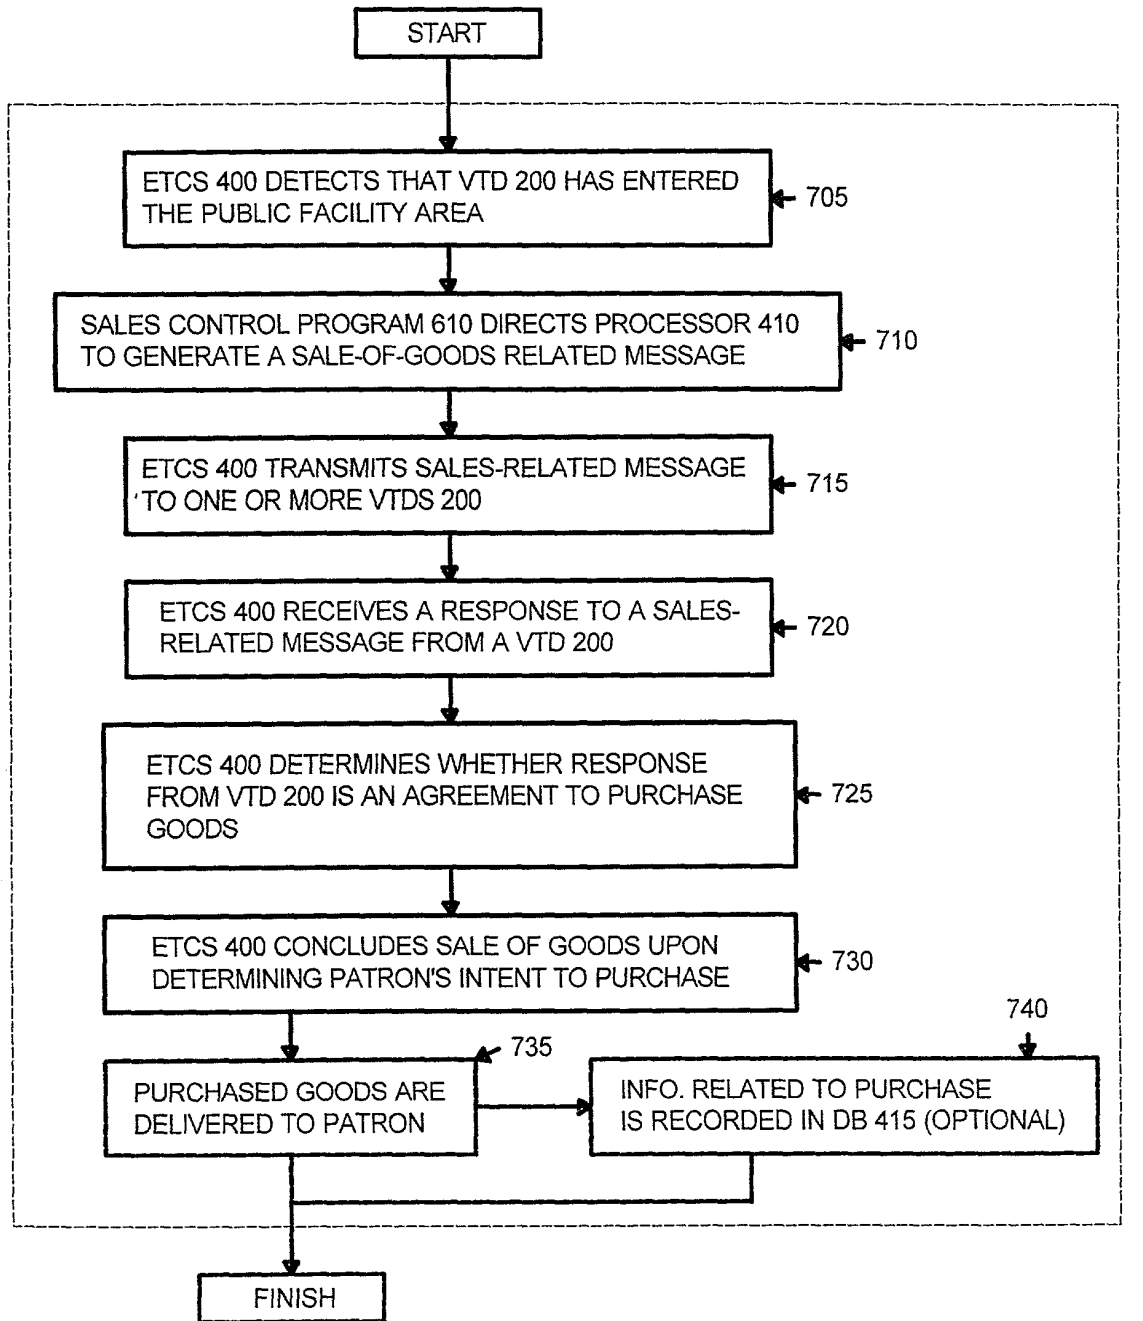 START
ETCS 400 DETECTS THAT VTD 200 HAS ENTERED
THE PUBLIC FACILITY AREA
705
SALES CONTROL PROGRAM 610 DIRECTS PROCESSOR 410
TO GENERATE A SALE-OF-GOODS RELATED MESSAGE
710
ETCS 400 TRANSMITS SALES-RELATED MESSAGE
TO ONE OR MORE VTDS 200
715
ETCS 400 RECEIVES A RESPONSE TO A SALES-
RELATED MESSAGE FROM A VTD 200
720
ETCS 400 DETERMINES WHETHER RESPONSE
FROM VTD 200 IS AN AGREEMENT TO PURCHASE
GOODS
725
ETCS 400 CONCLUDES SALE OF GOODS UPON
DETERMINING PATRON'S INTENT TO PURCHASE
730
735
PURCHASED GOODS ARE
DELIVERED TO PATRON
740
INFO. RELATED TO PURCHASE
IS RECORDED IN DB 415 (OPTIONAL)
FINISH